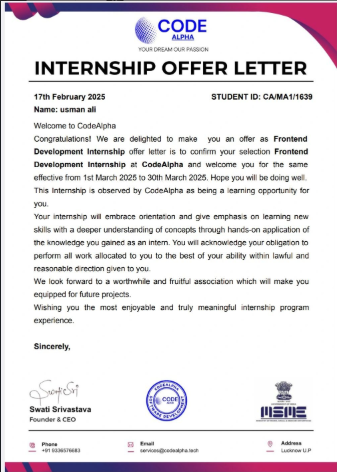 CODE
ALPHA
YOUR DREAM OUR PASSION
INTERNSHIP OFFER LETTER
17th February 2025 STUDENT ID: CA/MA1/1639
Name: usman ali
Welcome to CodeAlpha
Congratulations! We are delighted to make you an offer as Frontend
Development Internship offer letter is to confirm your selection Frontend
Development Internship at CodeAlpha and welcome you for the same
effective from 1st March 2025 to 30th March 2025. Hope you will be doing well.
This Internship is observed by CodeAlpha as being a learning opportunity for
you.
Your internship will embrace orientation and give emphasis on learning new
skills with a deeper understanding of concepts through hands-on application of
the knowledge you gained as an intern. You will acknowledge your obligation to
perform all work allocated to you to the best of your ability within lawful and
reasonable direction given to you.
We look forward to a worthwhile and fruitful association which will make you
equipped for future projects.
Wishing you the most enjoyable and truly meaningful internship program
experience.
Sincerely,
CODEALPHA
CODE
Swati Srivastava
Founder & CEO
Phone
+91 9336576683
Email
services@codealpha.tech
Address
Lucknow U.P